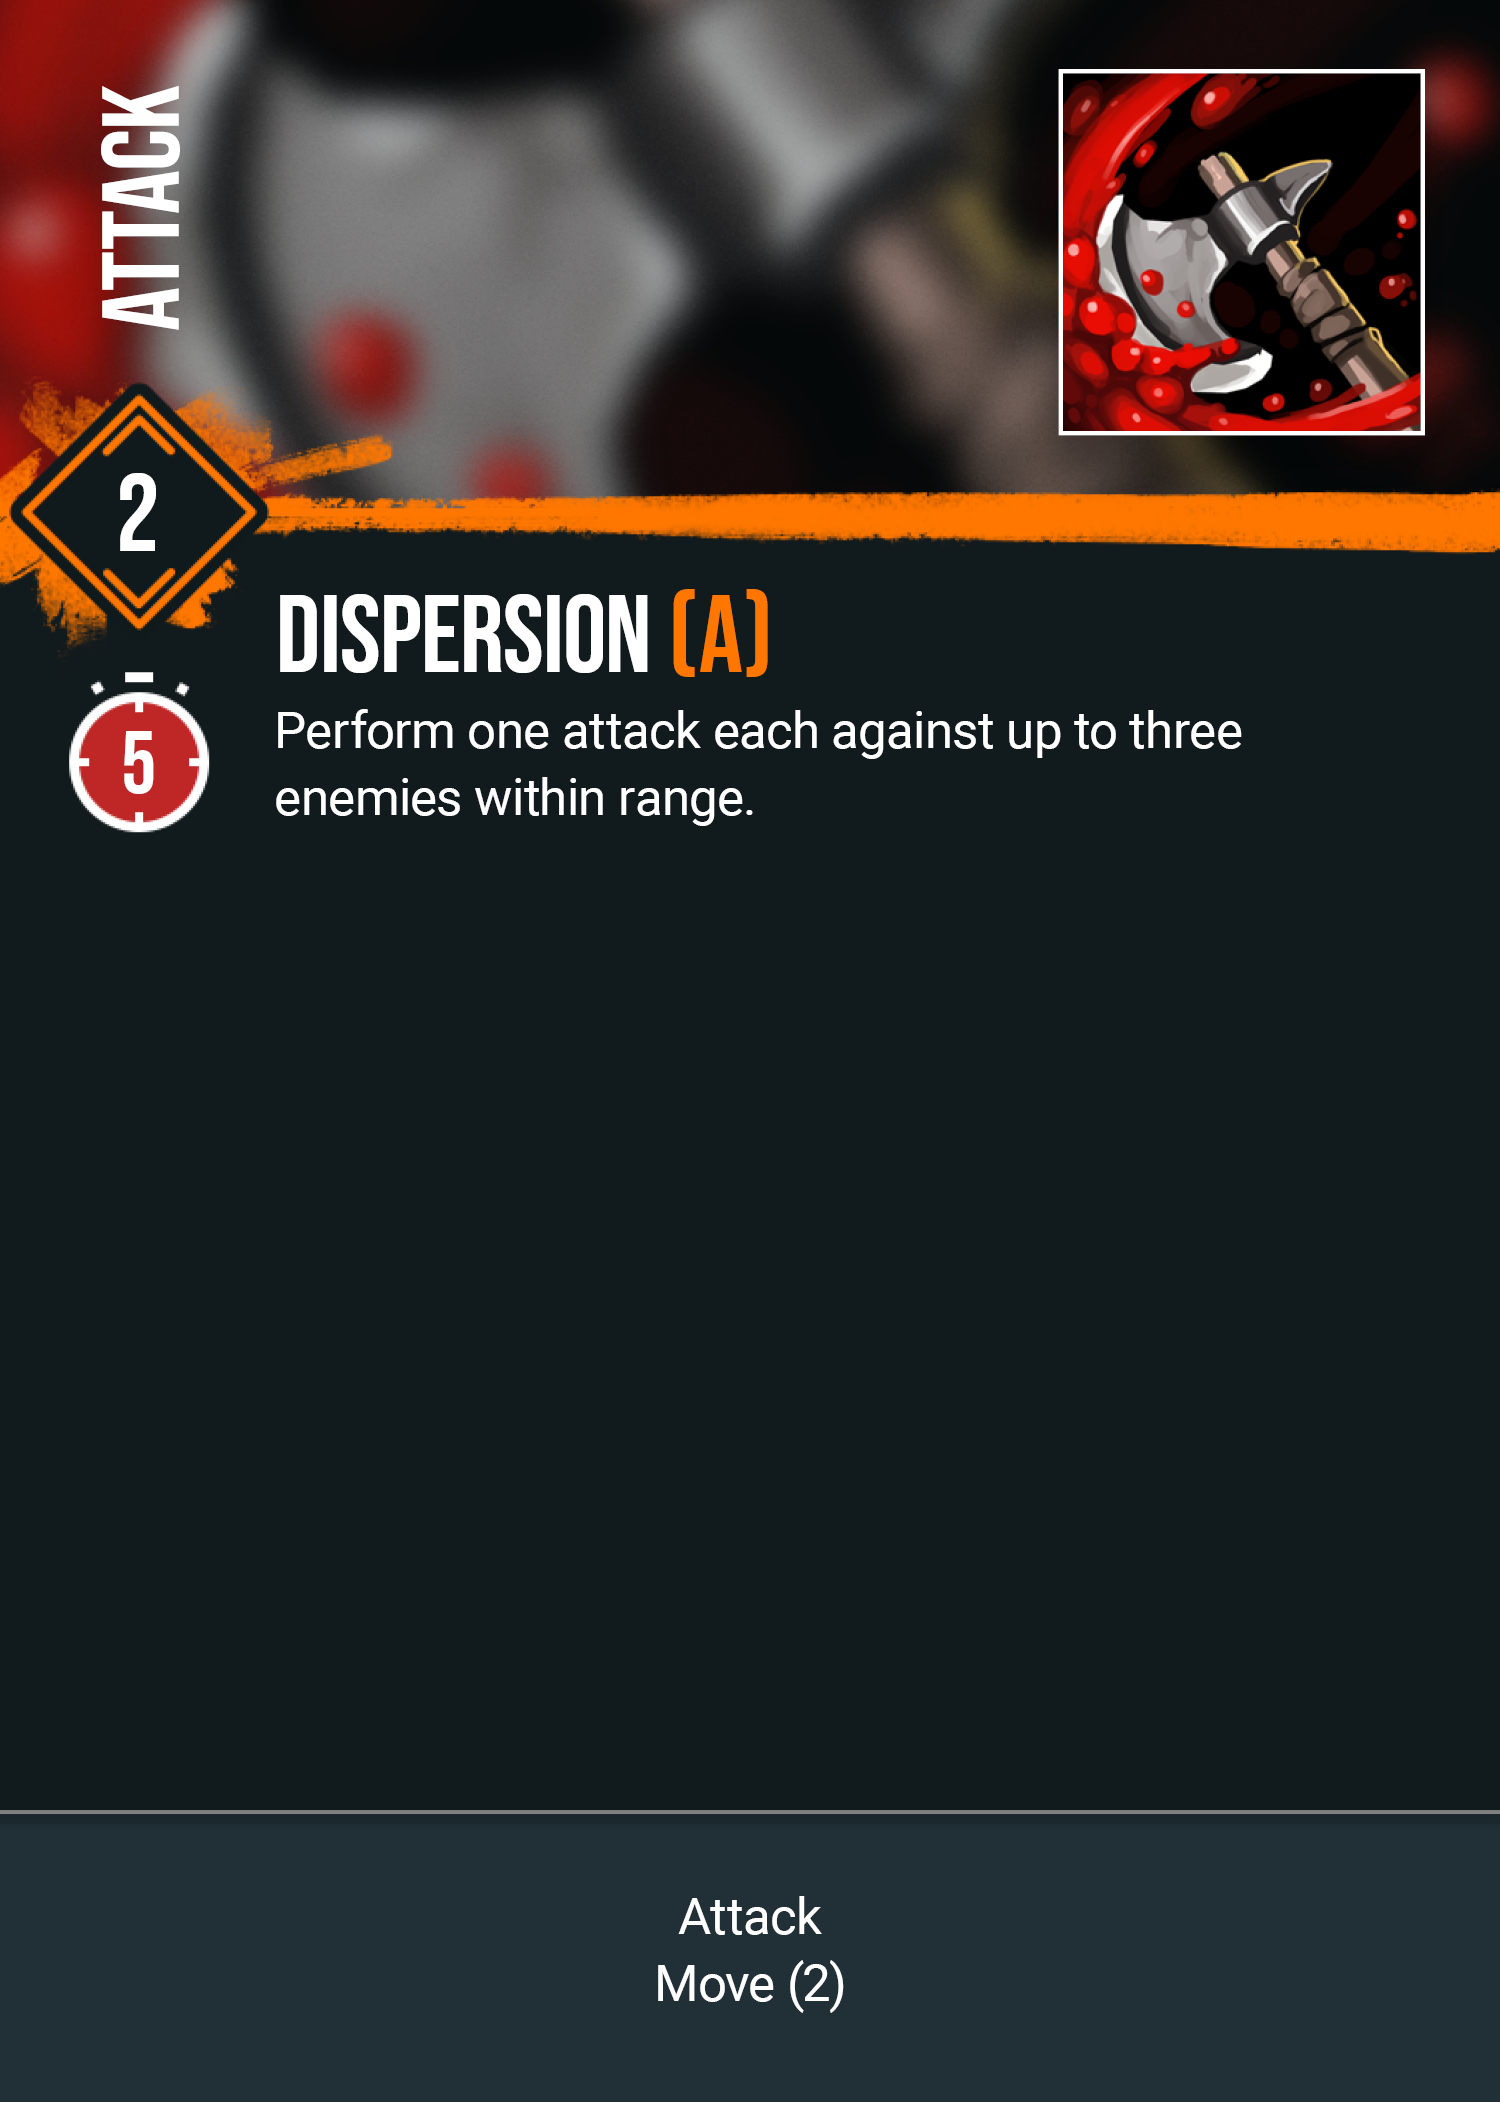 ATTACK
2
DISPERSION (A)
5
Perform one attack each against up to three
enemies within range.
Attack
Move (2)